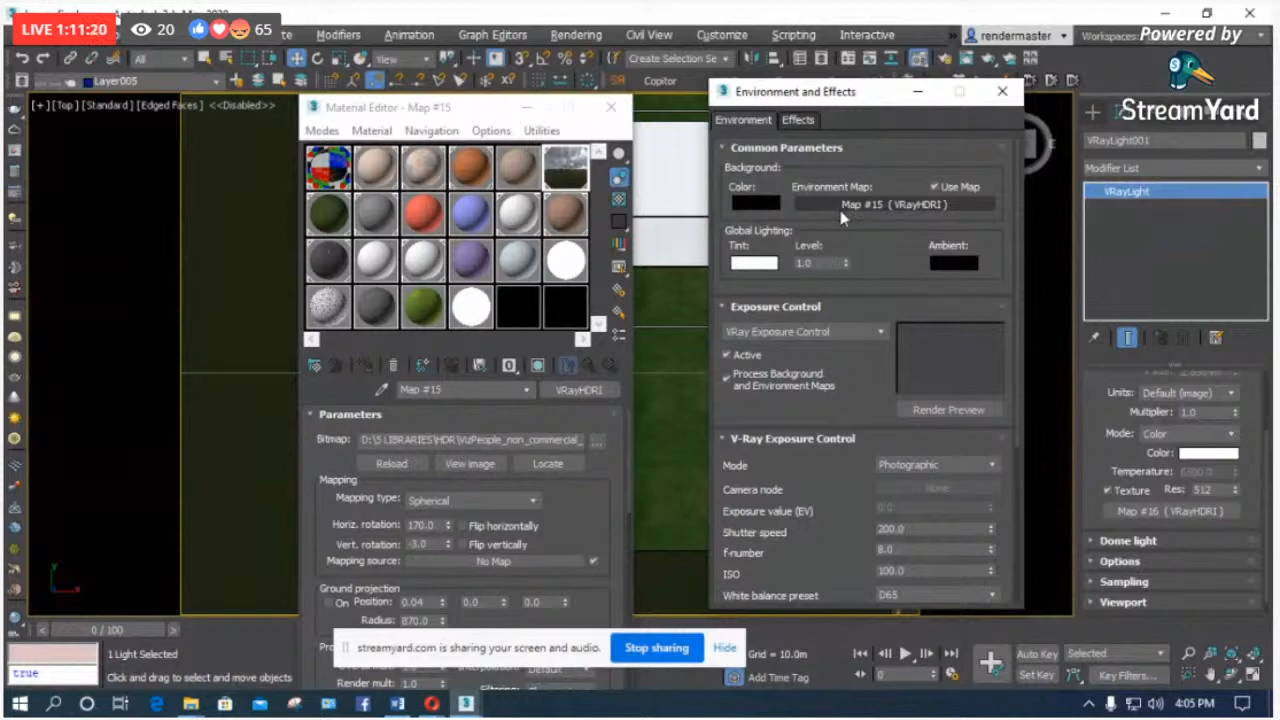 LIVE 1:11:20 20 65
Powered by
StreamYard
Modifiers Animation Graph Editors Rendering Civil View Customize Scripting Interactive rendermaster Workspaces:
All View Create Selection Se
Layer005 Copitor
[+] [Top] [Standard] [Edged Faces] <<Disabled>>
Material Editor - Map #15
Modes Material Navigation Options Utilities
Map #15 VRayHDRI
Parameters
Bitmap: D:\5 LIBRARIES\HDR\VizPeople_non_commercial_ ...
Reload View Image Locate
Mapping
Mapping type: Spherical
Horiz. rotation: 170.0 Flip horizontally
Vert. rotation: -3.0 Flip vertically
Mapping source: No Map
Ground projection
On Position: 0.04 0.0 0.0
Radius: 870.0
Render mult: 1.0
Environment and Effects
Environment Effects
Common Parameters
Background:
Color: Environment Map: Use Map
Map #15 ( VRayHDRI )
Global Lighting:
Tint: Level: Ambient:
1.0
Exposure Control
VRay Exposure Control
Active
Process Background
and Environment Maps
Render Preview
V-Ray Exposure Control
Mode Photographic
Camera node None
Exposure value (EV) 0.0
Shutter speed 200.0
f-number 8.0
ISO 100.0
White balance preset D65
VRayLight001
Modifier List
VRayLight
Units: Default (image)
Multiplier: 1.0
Mode: Color
Color:
Temperature: 6500.0
Texture Res: 512
Map #16 ( VRayHDRI )
Dome light
Options
Sampling
Viewport
0 / 100
streamyard.com is sharing your screen and audio. Stop sharing Hide
true
1 Light Selected
Click and drag to select and move objects
Grid = 10.0m
Add Time Tag
Auto Key Selected
Set Key Key Filters...
0
4:05 PM